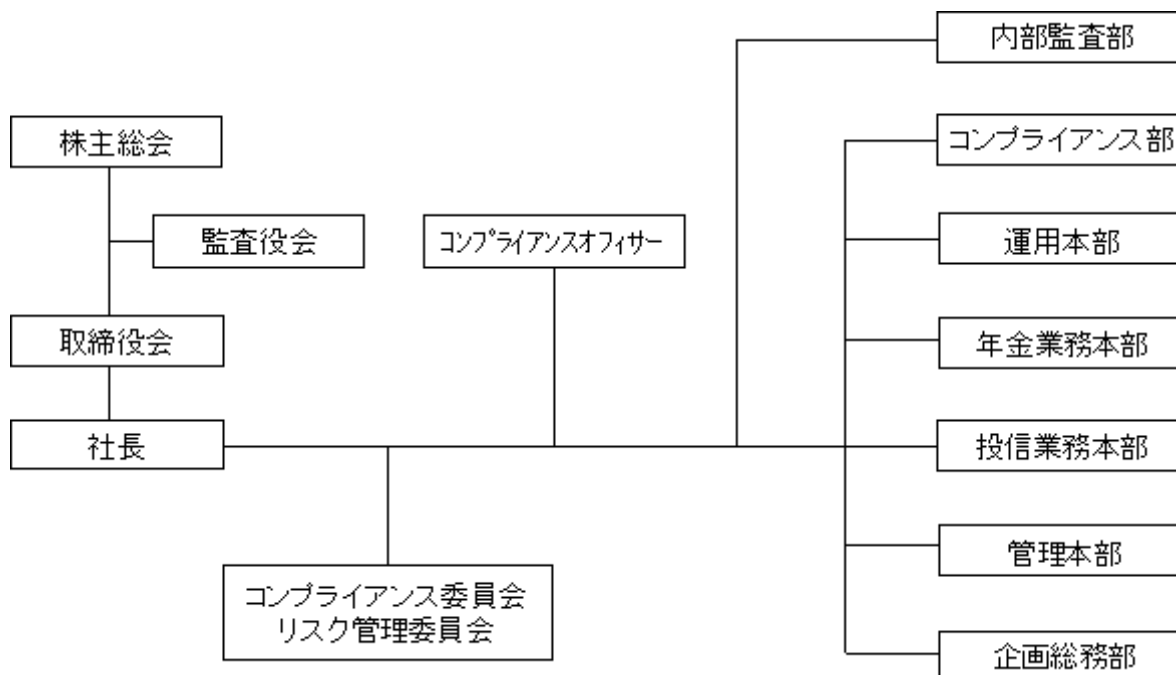 内部監査部
株主総会
コンプライアンス部
監査役会
コンプライアンスオフィサー
運用本部
取締役会
年金業務本部
社長
投信業務本部
管理本部
コンプライアンス委員会
リスク管理委員会
企画総務部